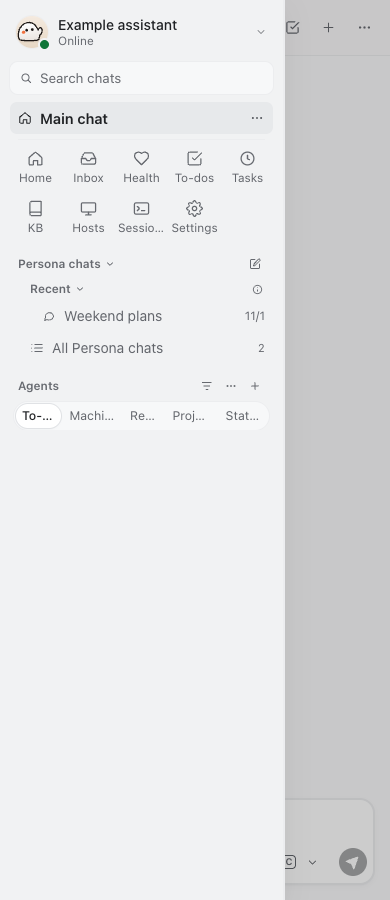 Example assistant
Online
Search chats
Main chat
Home Inbox Health To-dos Tasks
KB Hosts Sessio... Settings
Persona chats
Recent
Weekend plans 11/1
All Persona chats 2
Agents
To-... Machi... Re... Proj... Stat...
C